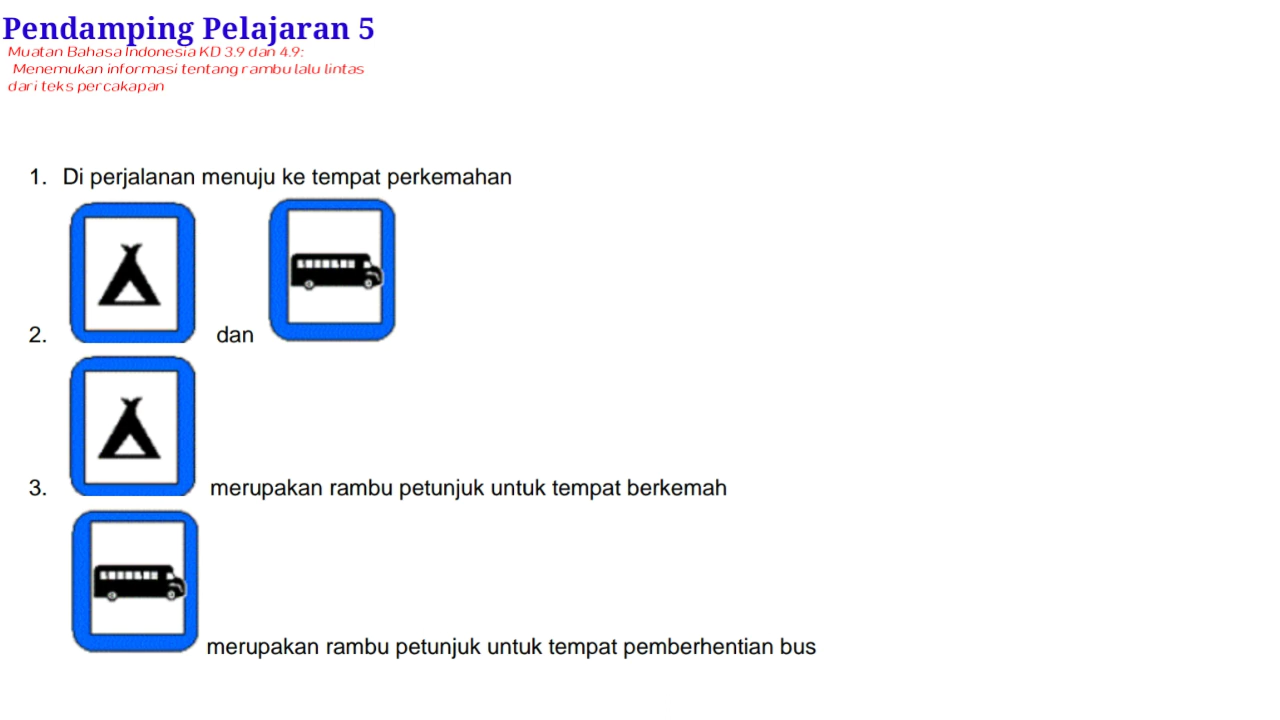 Pendamping Pelajaran 5
Muatan Bahasa Indonesia KD 3.9 dan 4.9:
Menemukan informasi tentang rambu lalu lintas
dari teks percakapan
1. Di perjalanan menuju ke tempat perkemahan
2. dan
3. merupakan rambu petunjuk untuk tempat berkemah
merupakan rambu petunjuk untuk tempat pemberhentian bus